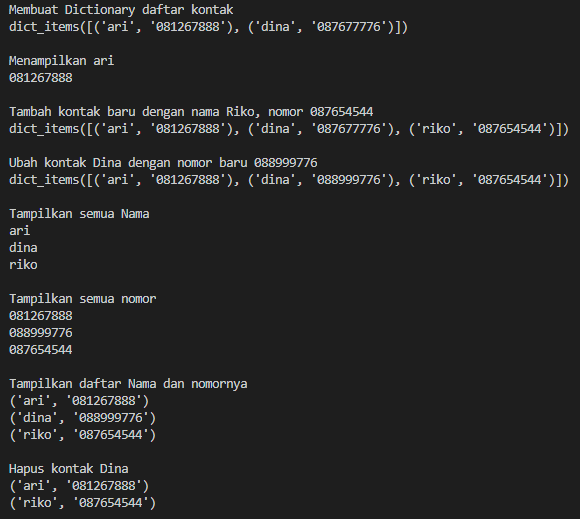 Membuat Dictionary daftar kontak
dict_items([('ari', '081267888'), ('dina', '087677776')])
Menampilkan ari
081267888
Tambah kontak baru dengan nama Riko, nomor 087654544
dict_items([('ari', '081267888'), ('dina', '087677776'), ('riko', '087654544')])
Ubah kontak Dina dengan nomor baru 088999776
dict_items([('ari', '081267888'), ('dina', '088999776'), ('riko', '087654544')])
Tampilkan semua Nama
ari
dina
riko
Tampilkan semua nomor
081267888
088999776
087654544
Tampilkan daftar Nama dan nomornya
('ari', '081267888')
('dina', '088999776')
('riko', '087654544')
Hapus kontak Dina
('ari', '081267888')
('riko', '087654544')